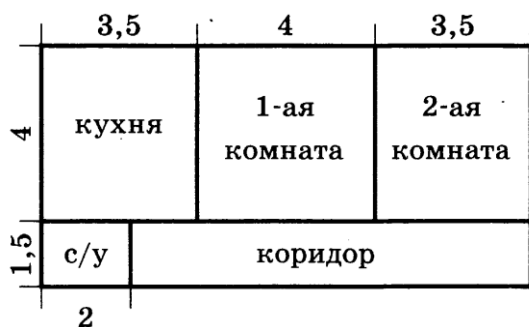 3,5 4 3,5
4
кухня
1-ая
комната
2-ая
комната
1,5
с/у
коридор
2